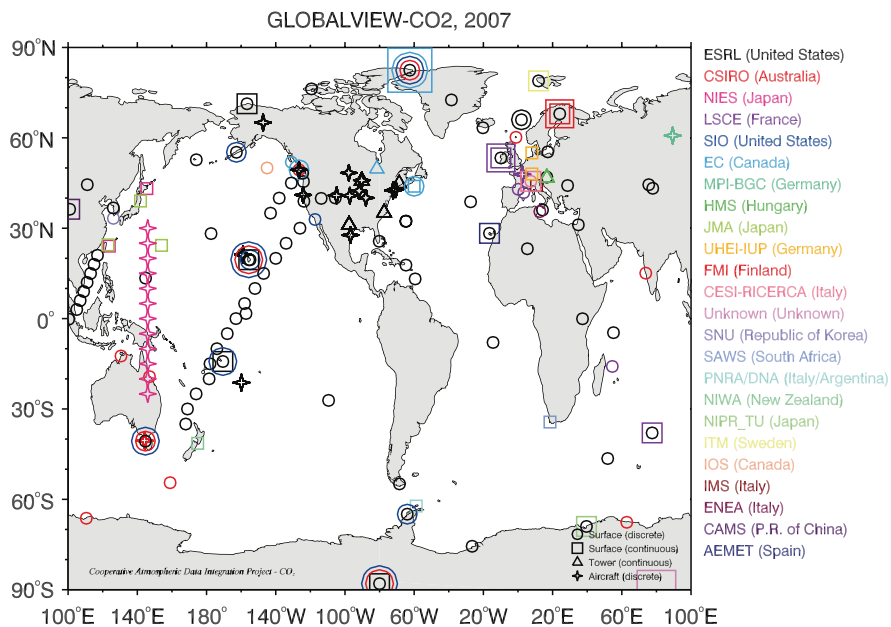 GLOBALVIEW-CO2, 2007
90°N
60°N
30°N
0°
30°S
60°S
90°S
100°E
140°E
180°
140°W
100°W
60°W
20°W
20°E
60°E
100°E
Surface (discrete)
Surface (continuous)
Tower (continuous)
Aircraft (discrete)
Cooperative Atmospheric Data Integration Project - CO₂
ESRL (United States)
CSIRO (Australia)
NIES (Japan)
LSCE (France)
SIO (United States)
EC (Canada)
MPI-BGC (Germany)
HMS (Hungary)
JMA (Japan)
UHEI-IUP (Germany)
FMI (Finland)
CESI-RICERCA (Italy)
Unknown (Unknown)
SNU (Republic of Korea)
SAWS (South Africa)
PNRA/DNA (Italy/Argentina)
NIWA (New Zealand)
NIPR_TU (Japan)
ITM (Sweden)
IOS (Canada)
IMS (Italy)
ENEA (Italy)
CAMS (P.R. of China)
AEMET (Spain)